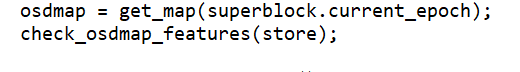 osdmap = get_map(superblock.current_epoch);
check_osdmap_features(store);